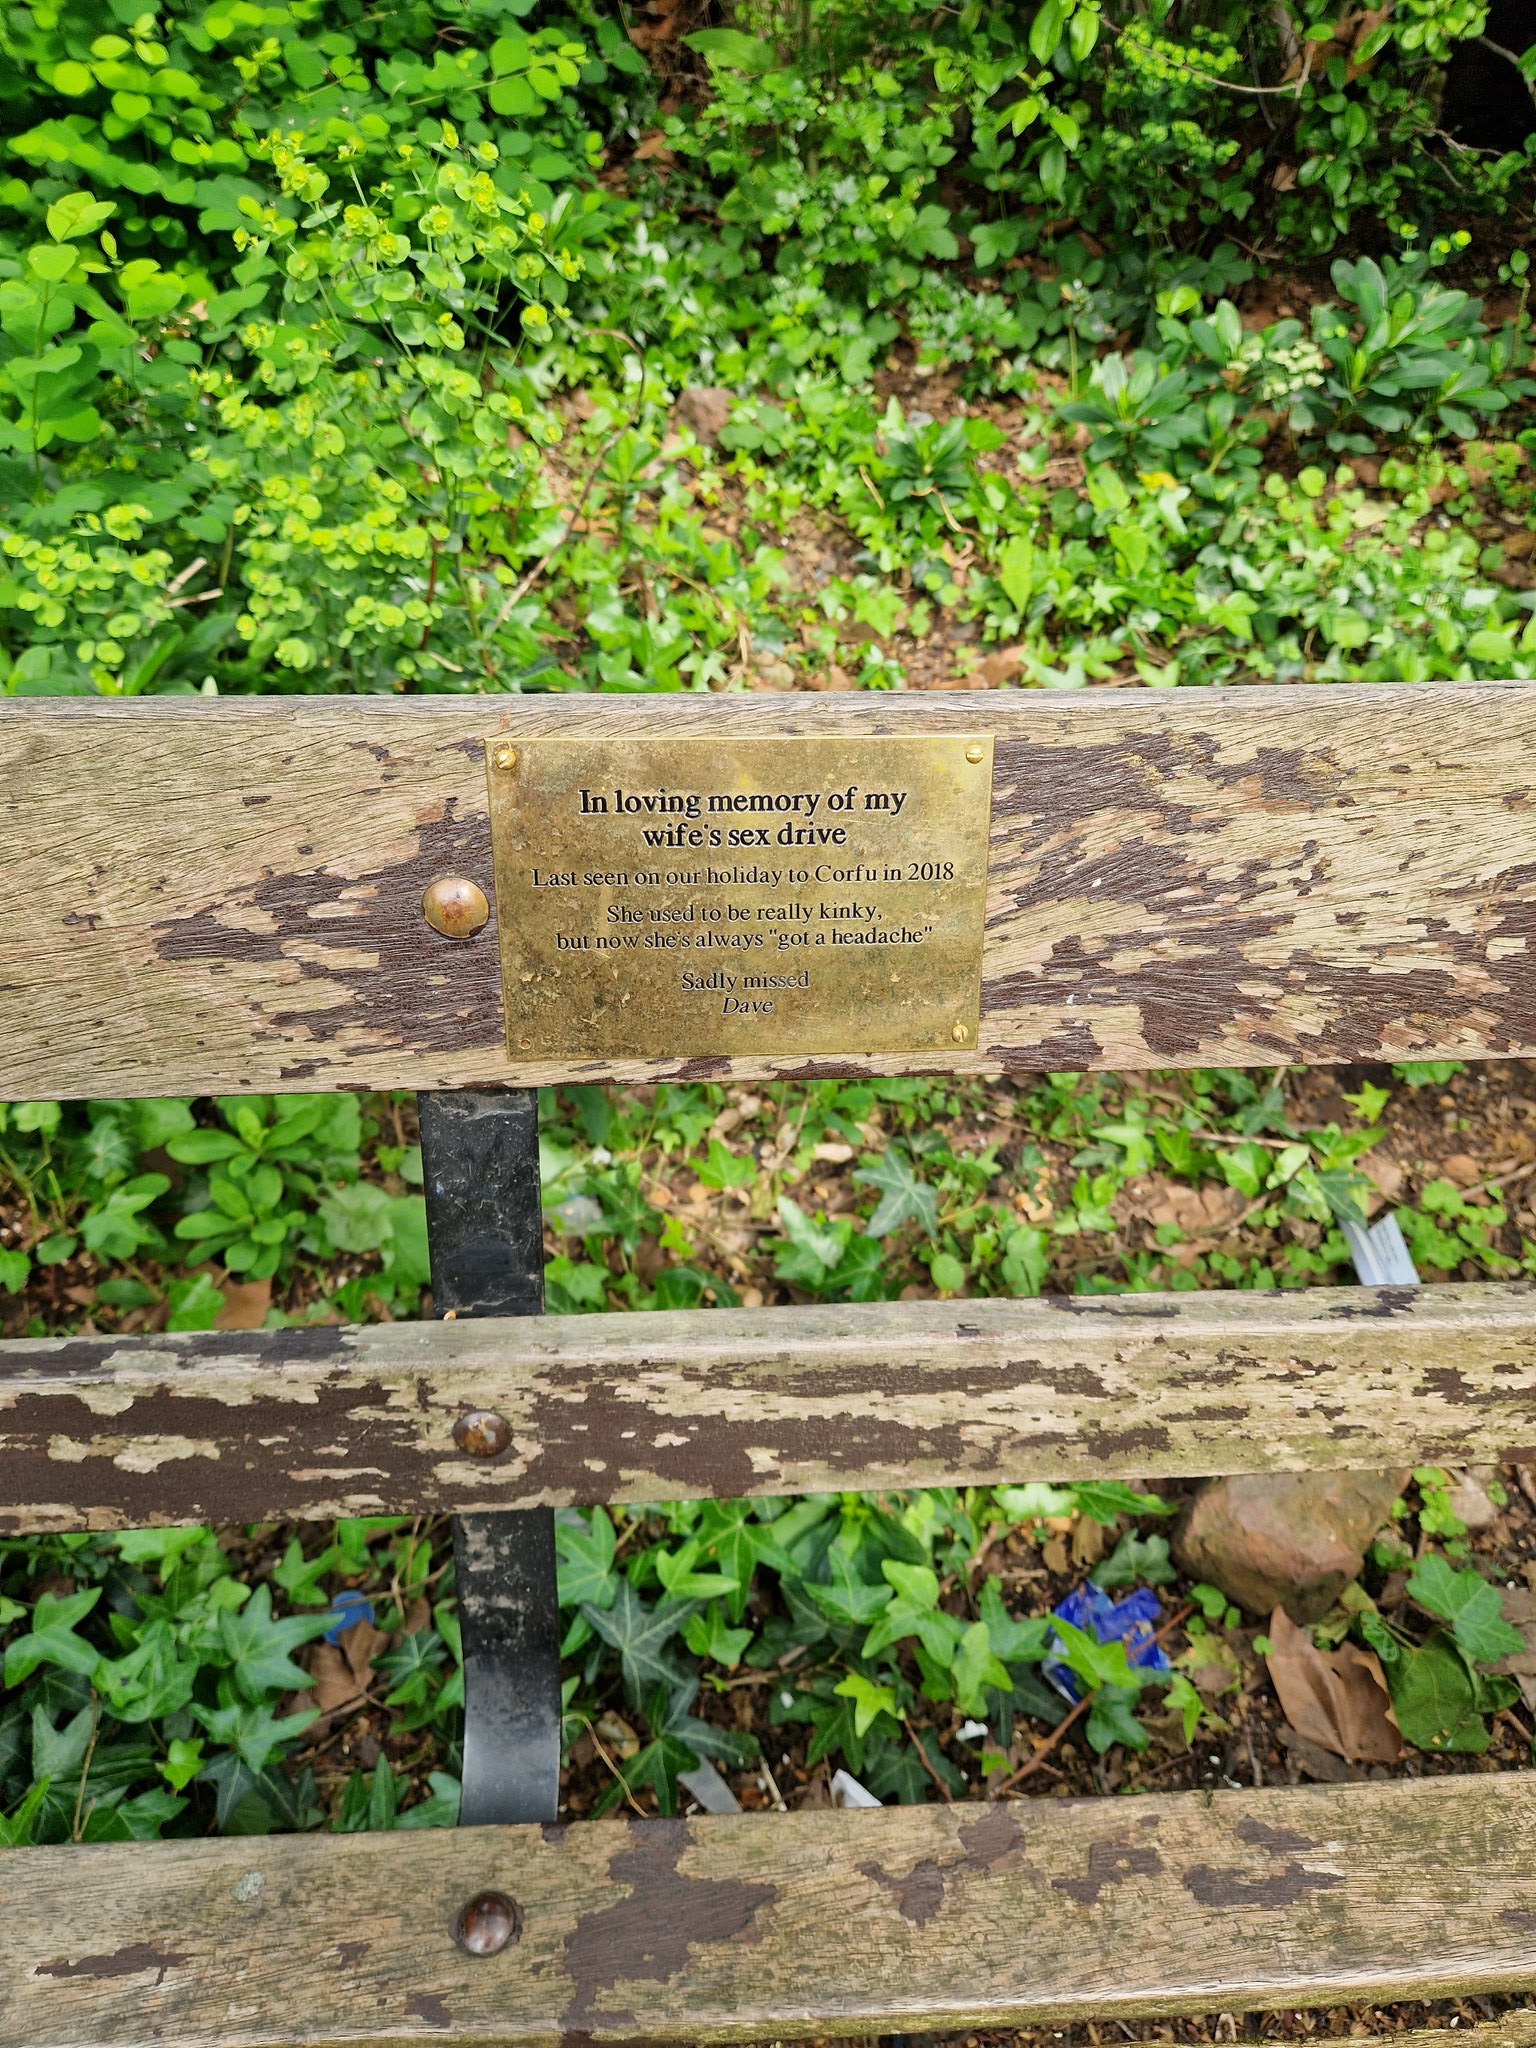 In loving memory of my
wife's sex drive
Last seen on our holiday to Corfu in 2018
She used to be really kinky,
but now she's always "got a headache"
Sadly missed
Dave